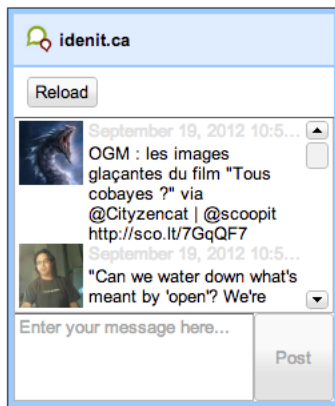 idenit.ca
Reload
September 19, 2012 10:5...
OGM : les images
glaçantes du film "Tous
cobayes ?" via
@Cityzencat | @scoopit
http://sco.lt/7GqQF7
September 19, 2012 10:5...
"Can we water down what's
meant by 'open'? We're
Enter your message here...
Post